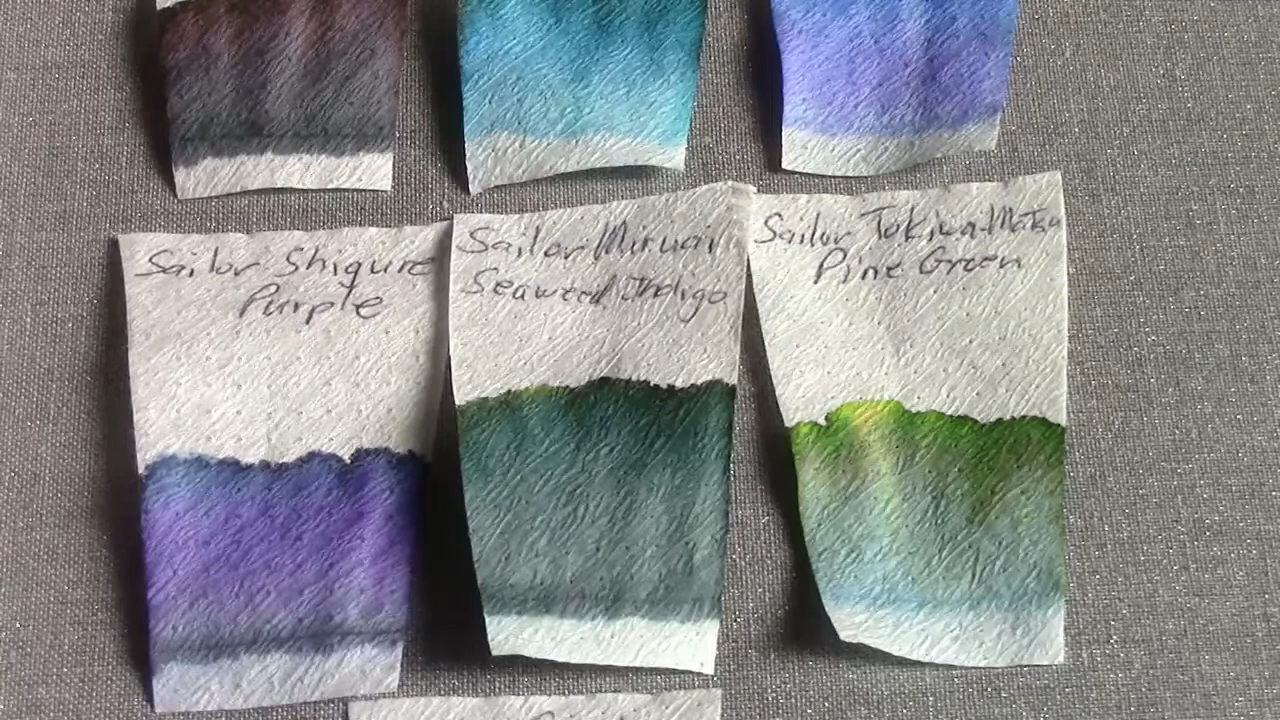 Sailor Shigure
Purple
Sailor Miruai
Seaweed Indigo
Sailor Tokiwa-Matsu
Pine Green